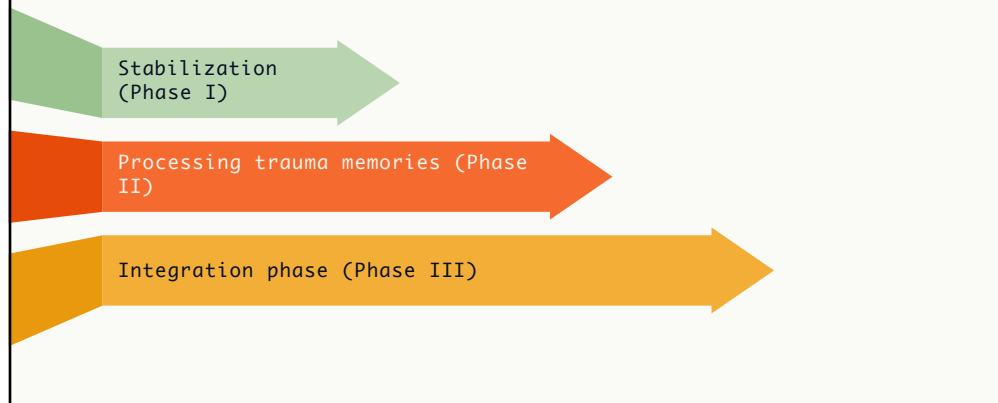 Stabilization
(Phase I)
Processing trauma memories (Phase
II)
Integration phase (Phase III)